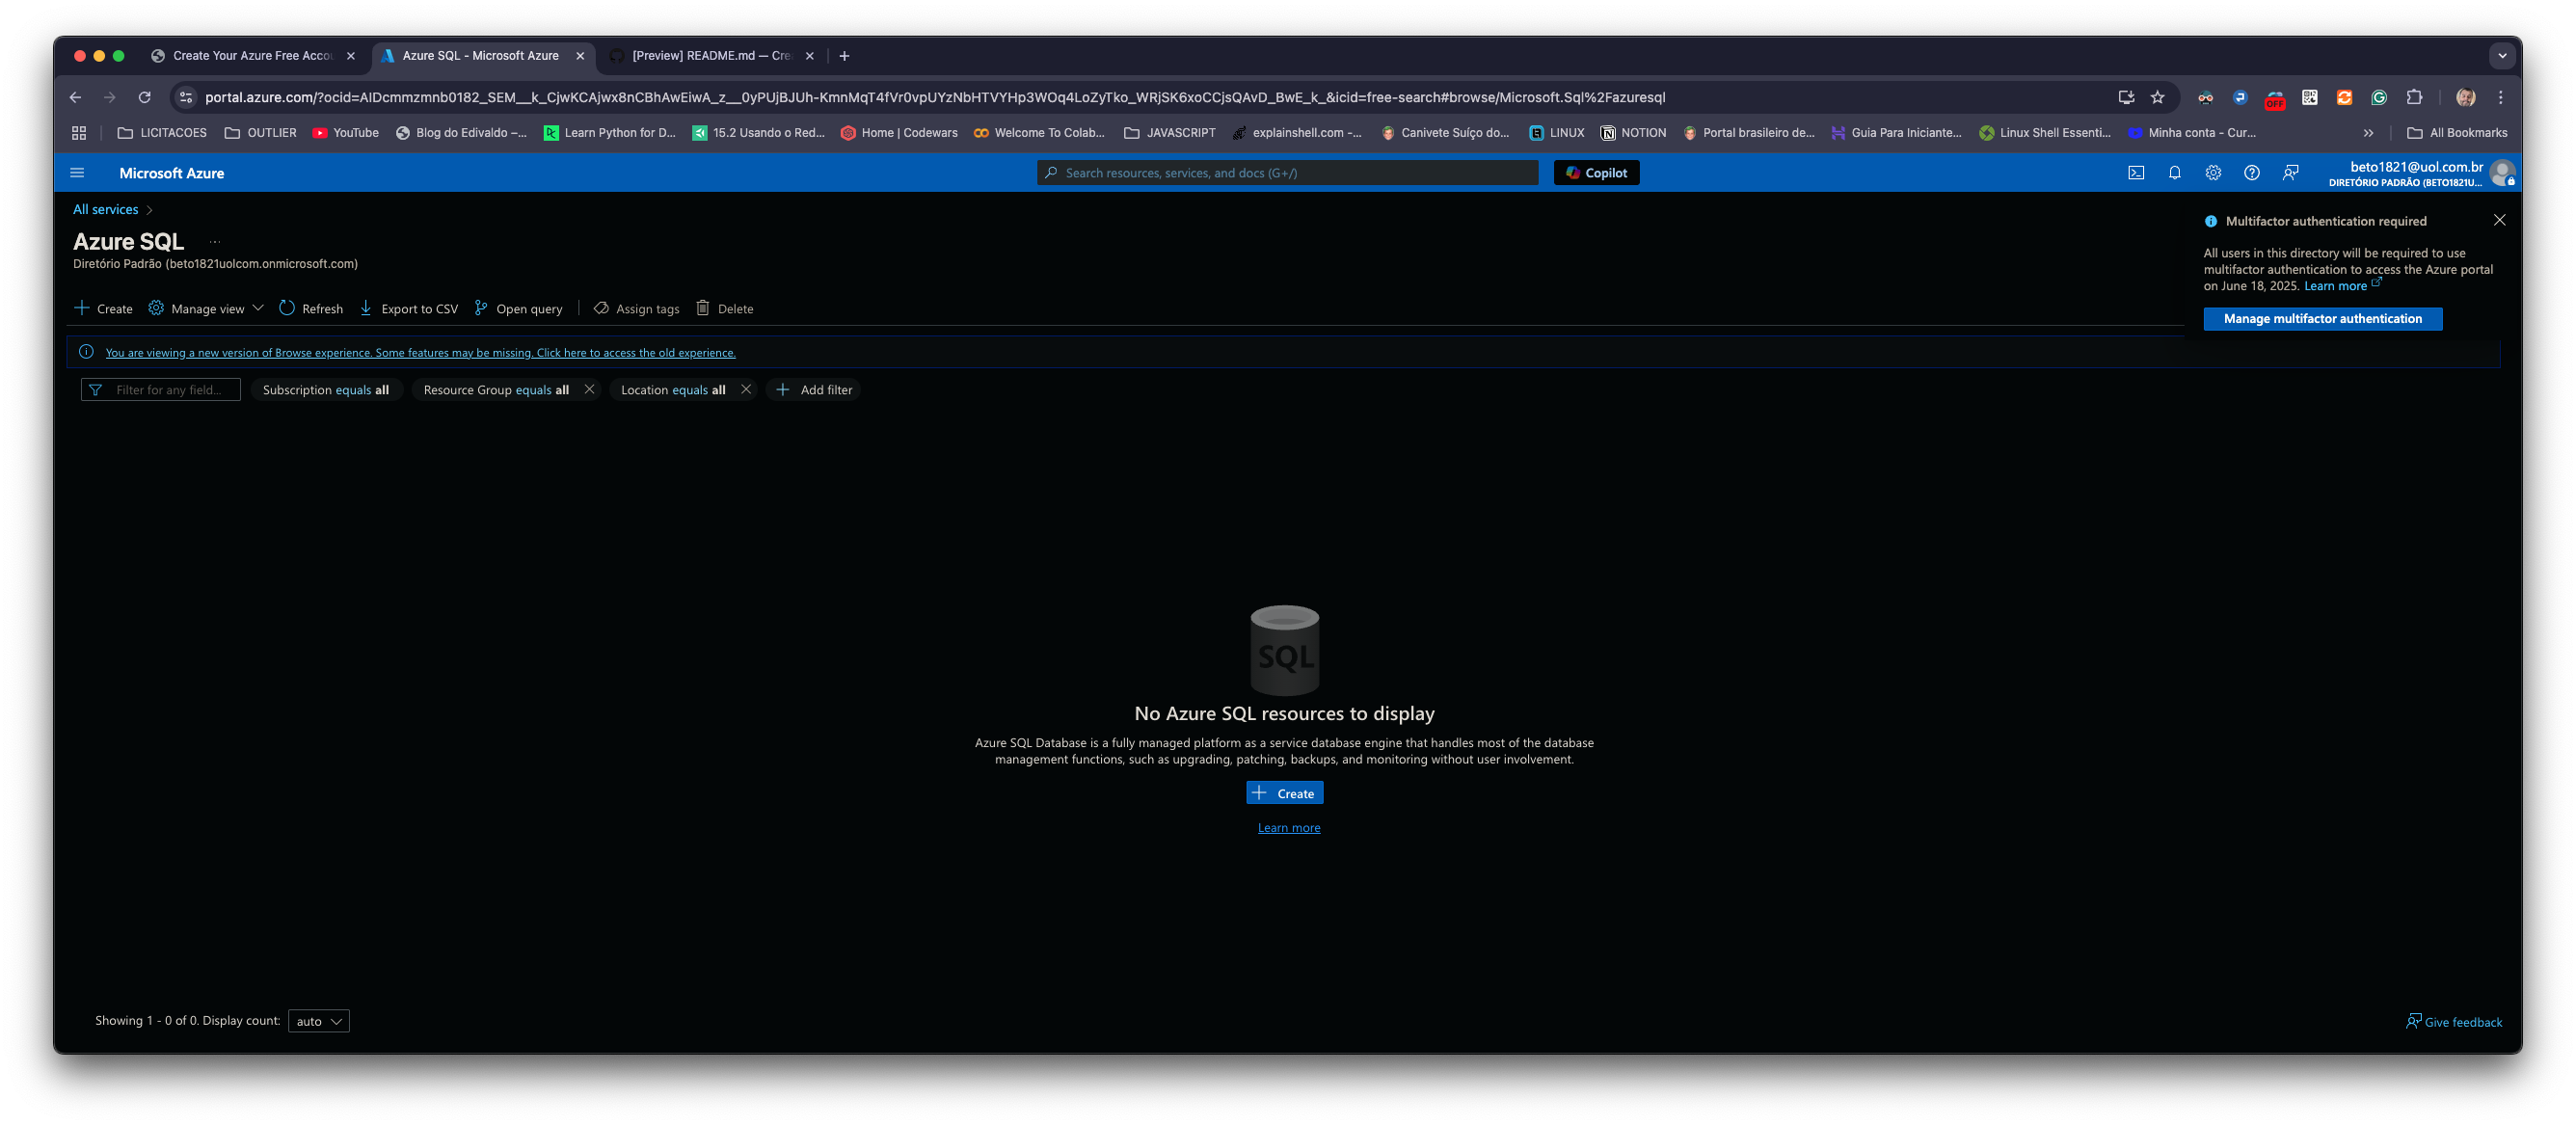 Create Your Azure Free Accou
Azure SQL - Microsoft Azure
[Preview] README.md — Cre
portal.azure.com/?ocid=AIDcmmzmnb0182_SEM__k_CjwKCAjwx8nCBhAwEiwA_z__0yPUjBJUh-KmnMqT4fVr0vpUYzNbHTVYHp3WOq4LoZyTko_WRjSK6xoCCjsQAvD_BwE_k_&icid=free-search#browse/Microsoft.Sql%2Fazuresql
OFF
LICITACOES
OUTLIER
YouTube
Blog do Edivaldo –...
Learn Python for D...
15.2 Usando o Red...
Home | Codewars
Welcome To Colab...
JAVASCRIPT
explainshell.com -...
Canivete Suíço do...
LINUX
NOTION
Portal brasileiro de...
Guia Para Iniciante...
Linux Shell Essenti...
Minha conta - Cur...
All Bookmarks
Microsoft Azure
Search resources, services, and docs (G+/)
Copilot
beto1821@uol.com.br
DIRETÓRIO PADRÃO (BETO1821U...
All services
Azure SQL
Diretório Padrão (beto1821uolcom.onmicrosoft.com)
Multifactor authentication required
All users in this directory will be required to use
multifactor authentication to access the Azure portal
on June 18, 2025. Learn more
Manage multifactor authentication
Create
Manage view
Refresh
Export to CSV
Open query
Assign tags
Delete
You are viewing a new version of Browse experience. Some features may be missing. Click here to access the old experience.
Filter for any field...
Subscription equals all
Resource Group equals all
Location equals all
Add filter
SQL
No Azure SQL resources to display
Azure SQL Database is a fully managed platform as a service database engine that handles most of the database
management functions, such as upgrading, patching, backups, and monitoring without user involvement.
Create
Learn more
Showing 1 - 0 of 0. Display count: auto
Give feedback